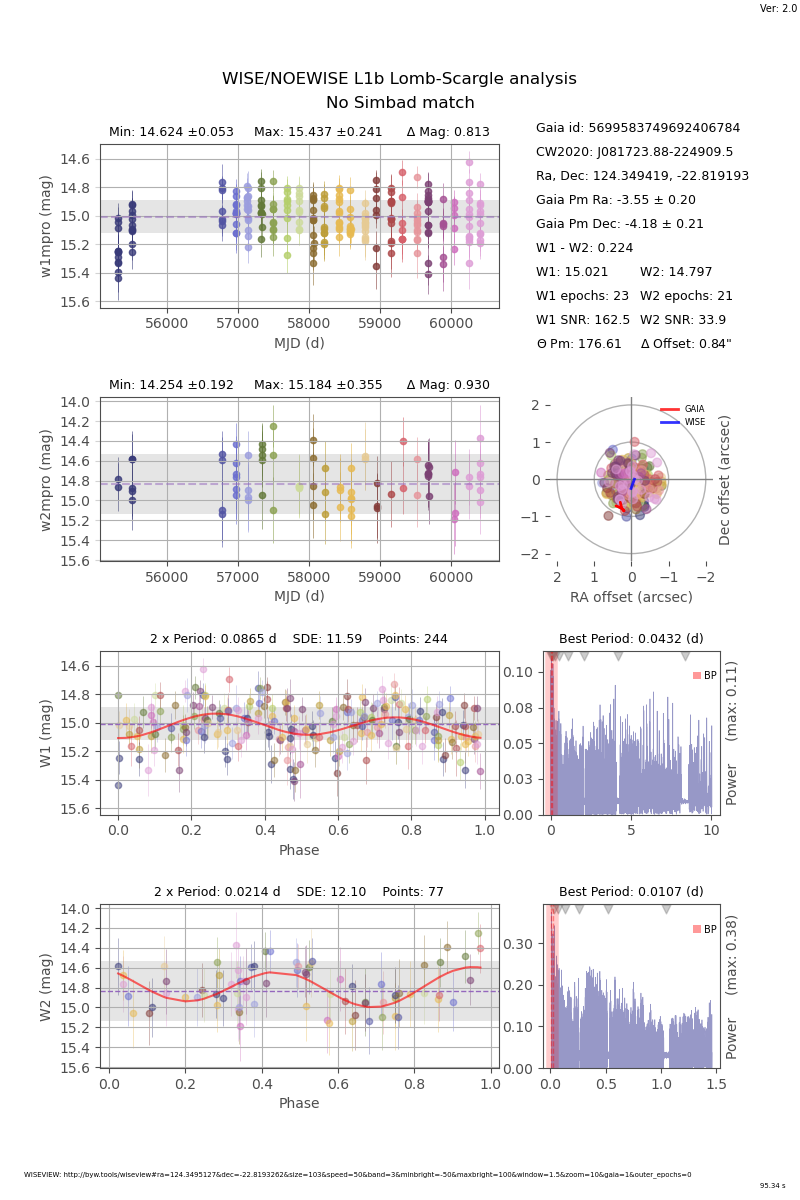 Ver: 2.0
WISE/NOEWISE L1b Lomb-Scargle analysis
No Simbad match
Min: 14.624 ±0.053 Max: 15.437 ±0.241 Δ Mag: 0.813
14.6
14.8
15.0
15.2
15.4
15.6
w1mpro (mag)
56000 57000 58000 59000 60000
MJD (d)
Gaia id: 5699583749692406784
CW2020: J081723.88-224909.5
Ra, Dec: 124.349419, -22.819193
Gaia Pm Ra: -3.55 ± 0.20
Gaia Pm Dec: -4.18 ± 0.21
W1 - W2: 0.224
W1: 15.021 W2: 14.797
W1 epochs: 23 W2 epochs: 21
W1 SNR: 162.5 W2 SNR: 33.9
Θ Pm: 176.61 Δ Offset: 0.84"
Min: 14.254 ±0.192 Max: 15.184 ±0.355 Δ Mag: 0.930
14.0
14.2
14.4
14.6
14.8
15.0
15.2
15.4
15.6
w2mpro (mag)
56000 57000 58000 59000 60000
MJD (d)
GAIA
WISE
2
1
0
−1
−2
Dec offset (arcsec)
2 1 0 −1 −2
RA offset (arcsec)
2 x Period: 0.0865 d SDE: 11.59 Points: 244
14.6
14.8
15.0
15.2
15.4
15.6
W1 (mag)
0.0 0.2 0.4 0.6 0.8 1.0
Phase
Best Period: 0.0432 (d)
BP
0.10
0.08
0.05
0.03
0.00
Power (max: 0.11)
0 5 10
2 x Period: 0.0214 d SDE: 12.10 Points: 77
14.0
14.2
14.4
14.6
14.8
15.0
15.2
15.4
15.6
W2 (mag)
0.0 0.2 0.4 0.6 0.8 1.0
Phase
Best Period: 0.0107 (d)
BP
0.30
0.20
0.10
0.00
Power (max: 0.38)
0.0 0.5 1.0 1.5
WISEVIEW: http://byw.tools/wiseview#ra=124.3495127&dec=-22.8193262&size=103&speed=50&band=3&minbright=-50&maxbright=100&window=1.5&zoom=10&gaia=1&outer_epochs=0
95.34 s